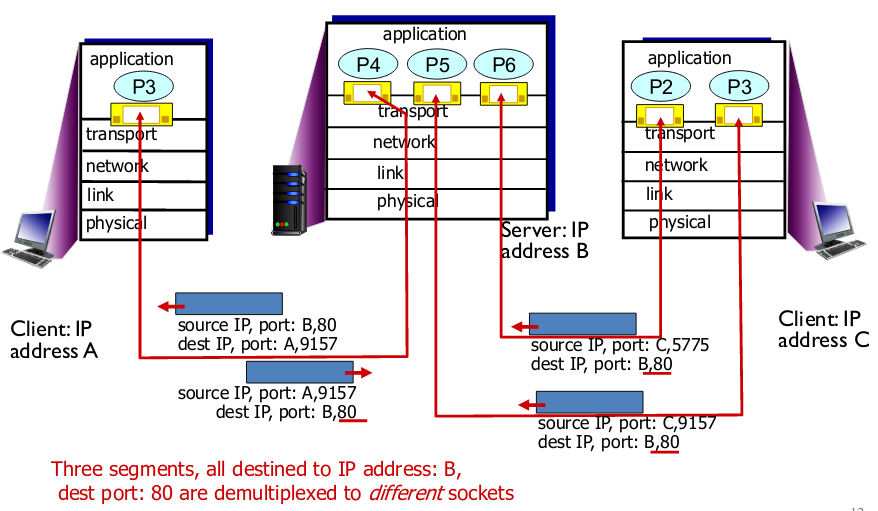 application
P3
transport
network
link
physical
Client: IP
address A
application
P4 P5 P6
transport
network
link
physical
Server: IP
address B
application
P2 P3
transport
network
link
physical
Client: IP
address C
source IP, port: B,80
dest IP, port: A,9157
source IP, port: A,9157
dest IP, port: B,80
source IP, port: C,5775
dest IP, port: B,80
source IP, port: C,9157
dest IP, port: B,80
Three segments, all destined to IP address: B,
dest port: 80 are demultiplexed to different sockets